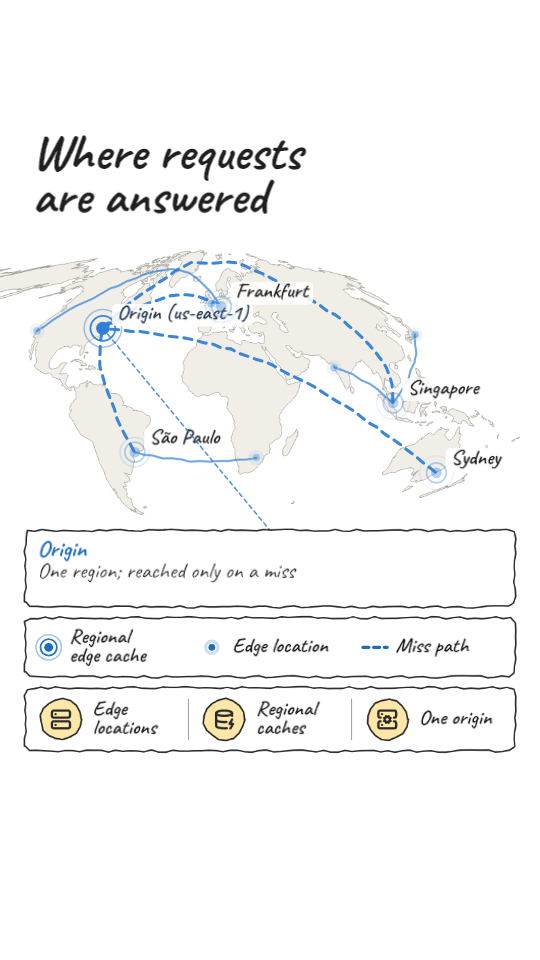 Where requests
are answered
Frankfurt
Origin (us-east-1)
Singapore
São Paulo
Sydney
Origin
One region; reached only on a miss
Regional
edge cache
Edge location
Miss path
Edge
locations
Regional
caches
One origin